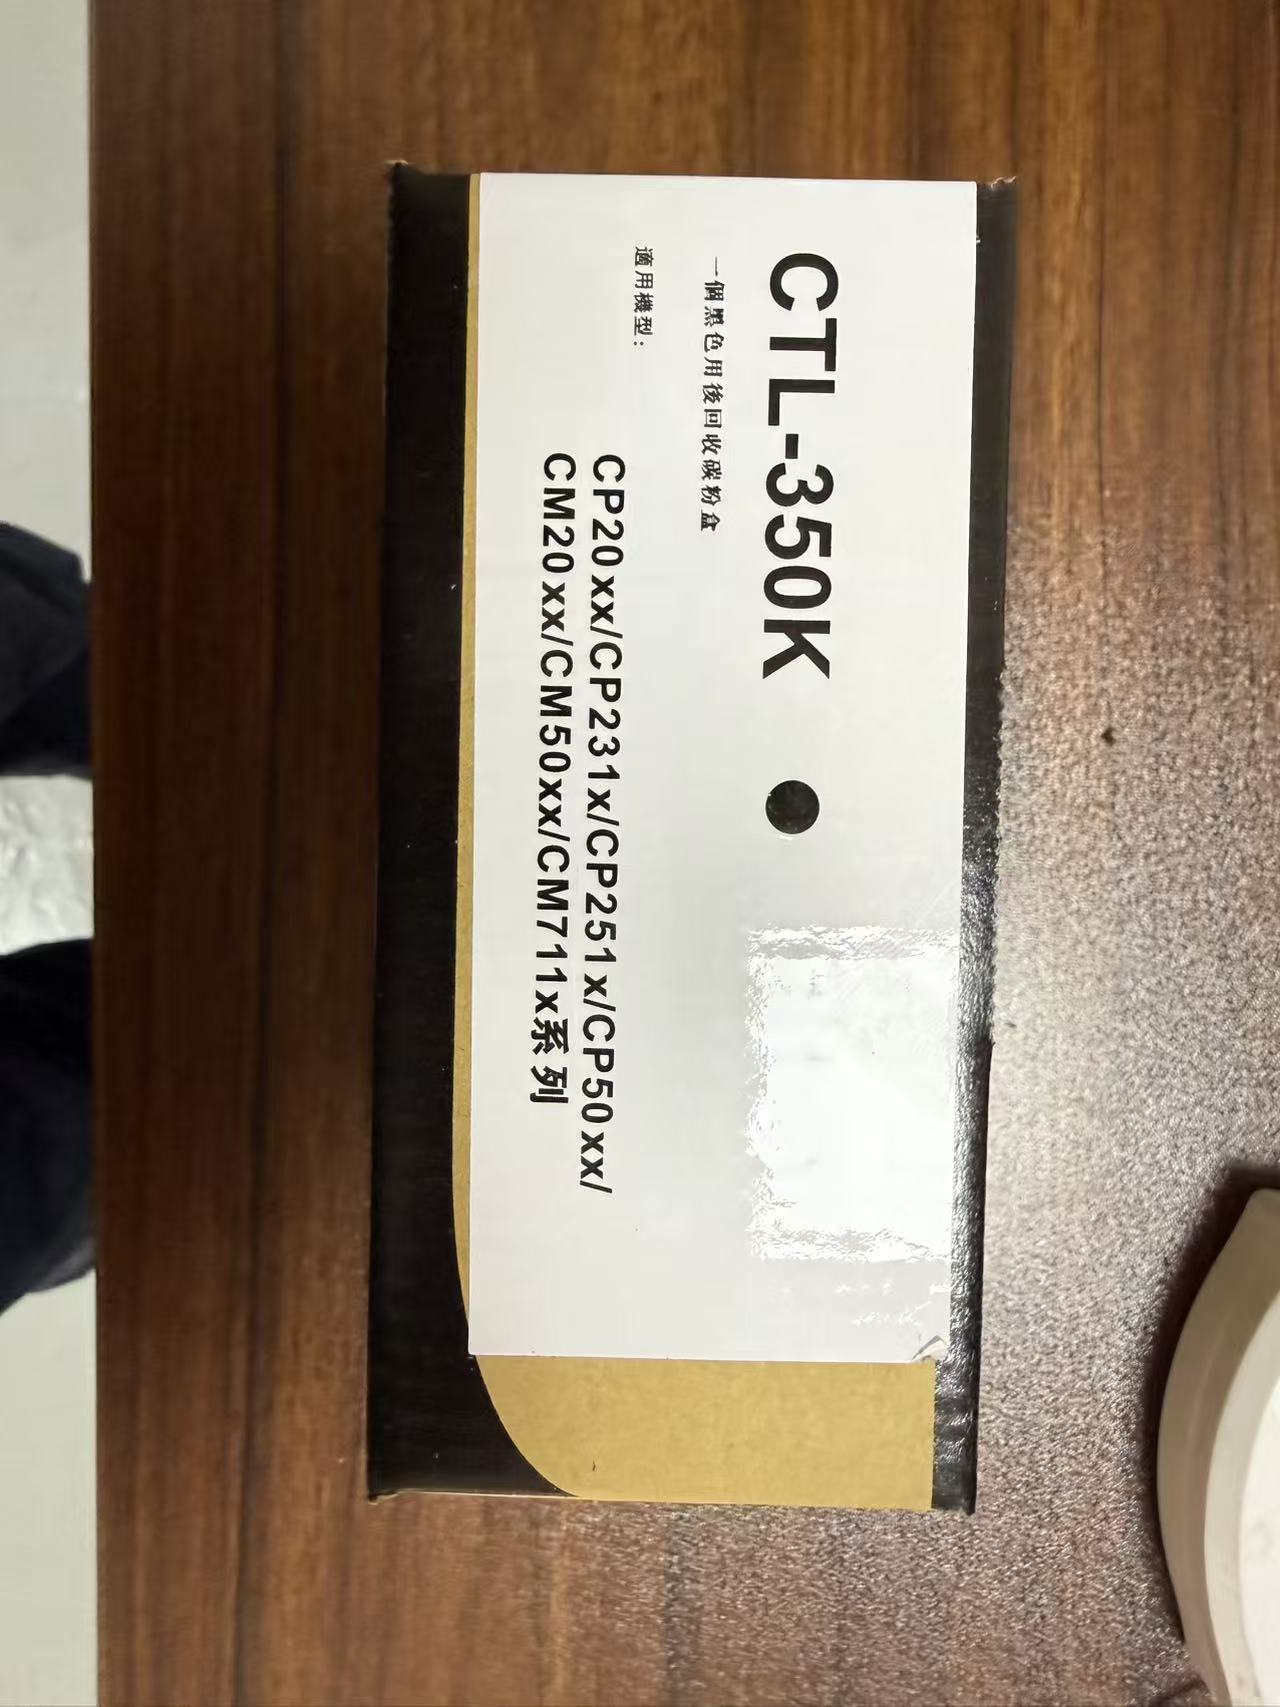 CTL-350K
一個黑色用後回收碳粉盒
適用機型:
CP20xx/CP231x/CP251x/CP50xx/
CM20xx/CM50xx/CM711x系列